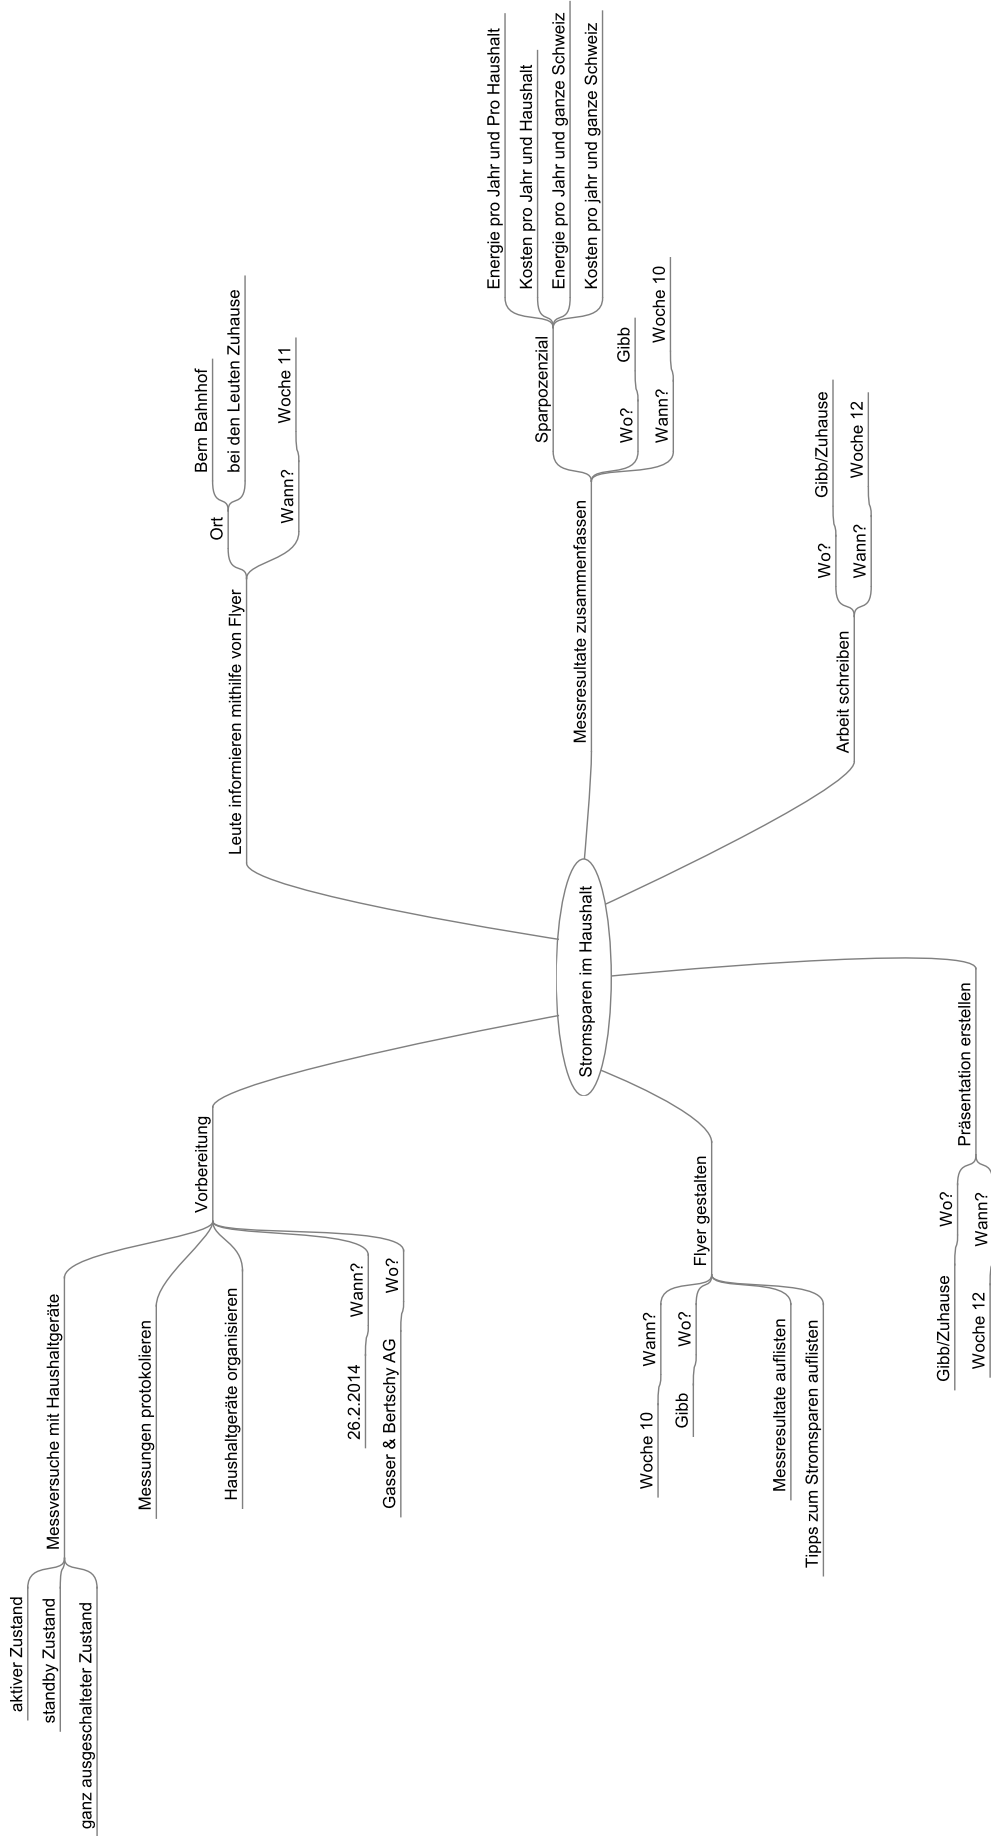 Stromsparen im Haushalt
Vorbereitung
Messversuche mit Haushaltgeräte
aktiver Zustand
standby Zustand
ganz ausgeschalteter Zustand
Messungen protokolieren
Haushaltgeräte organisieren
Wann?
26.2.2014
Wo?
Gasser & Bertschy AG
Flyer gestalten
Wann?
Woche 10
Wo?
Gibb
Messresultate auflisten
Tipps zum Stromsparen auflisten
Präsentation erstellen
Wo?
Gibb/Zuhause
Wann?
Woche 12
Leute informieren mithilfe von Flyer
Ort
Bern Bahnhof
bei den Leuten Zuhause
Wann?
Woche 11
Messresultate zusammenfassen
Sparpozenzial
Energie pro Jahr und Pro Haushalt
Kosten pro Jahr und Haushalt
Energie pro Jahr und ganze Schweiz
Kosten pro jahr und ganze Schweiz
Wo?
Gibb
Wann?
Woche 10
Arbeit schreiben
Wo?
Gibb/Zuhause
Wann?
Woche 12